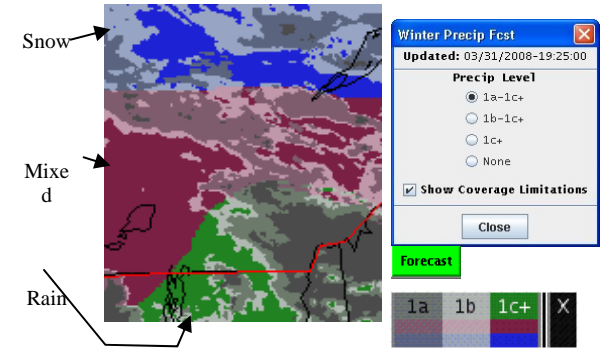 Snow
Mixe
d
Rain
Winter Precip Fcst
Updated: 03/31/2008-19:25:00
Precip Level
1a-1c+
1b-1c+
1c+
None
Show Coverage Limitations
Close
Forecast
1a 1b 1c+ X